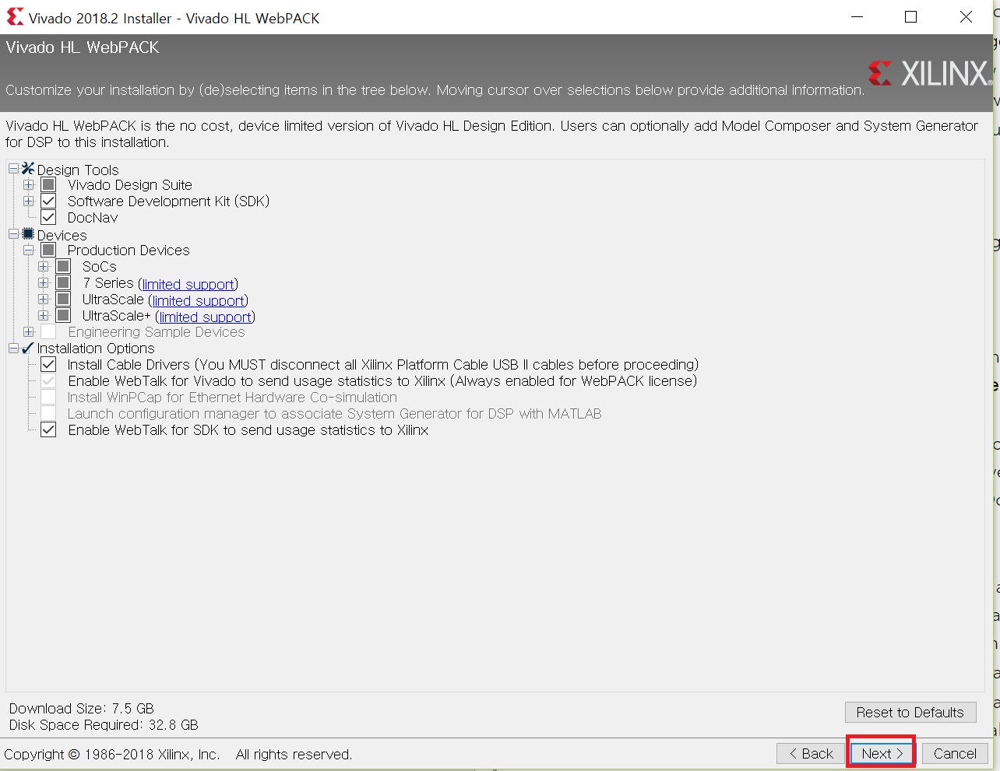 Vivado 2018.2 Installer - Vivado HL WebPACK
Vivado HL WebPACK
XILINX®
Customize your installation by (de)selecting items in the tree below. Moving cursor over selections below provide additional information.
Vivado HL WebPACK is the no cost, device limited version of Vivado HL Design Edition. Users can optionally add Model Composer and System Generator
for DSP to this installation.
Design Tools
Vivado Design Suite
Software Development Kit (SDK)
DocNav
Devices
Production Devices
SoCs
7 Series (limited support)
UltraScale (limited support)
UltraScale+ (limited support)
Engineering Sample Devices
Installation Options
Install Cable Drivers (You MUST disconnect all Xilinx Platform Cable USB II cables before proceeding)
Enable WebTalk for Vivado to send usage statistics to Xilinx (Always enabled for WebPACK license)
Install WinPCap for Ethernet Hardware Co-simulation
Launch configuration manager to associate System Generator for DSP with MATLAB
Enable WebTalk for SDK to send usage statistics to Xilinx
Download Size: 7.5 GB
Disk Space Required: 32.8 GB
Reset to Defaults
Copyright © 1986-2018 Xilinx, Inc. All rights reserved.
< Back
Next >
Cancel